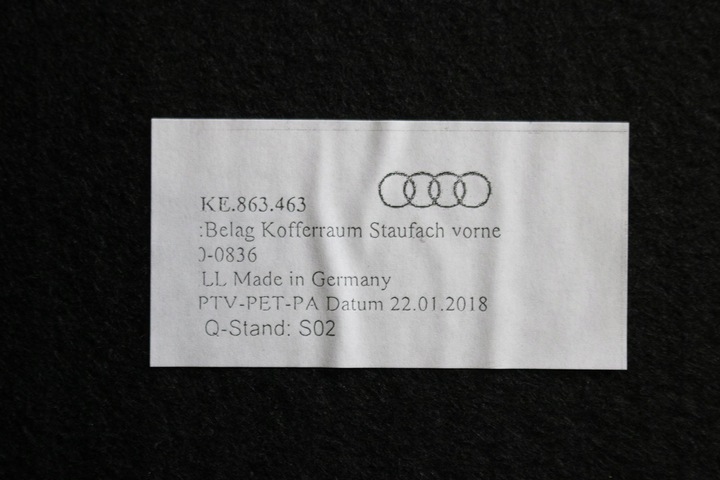 KE.863.463
:Belag Kofferraum Staufach vorne
0-0836
LL Made in Germany
PTV-PET-PA Datum 22.01.2018
Q-Stand: S02